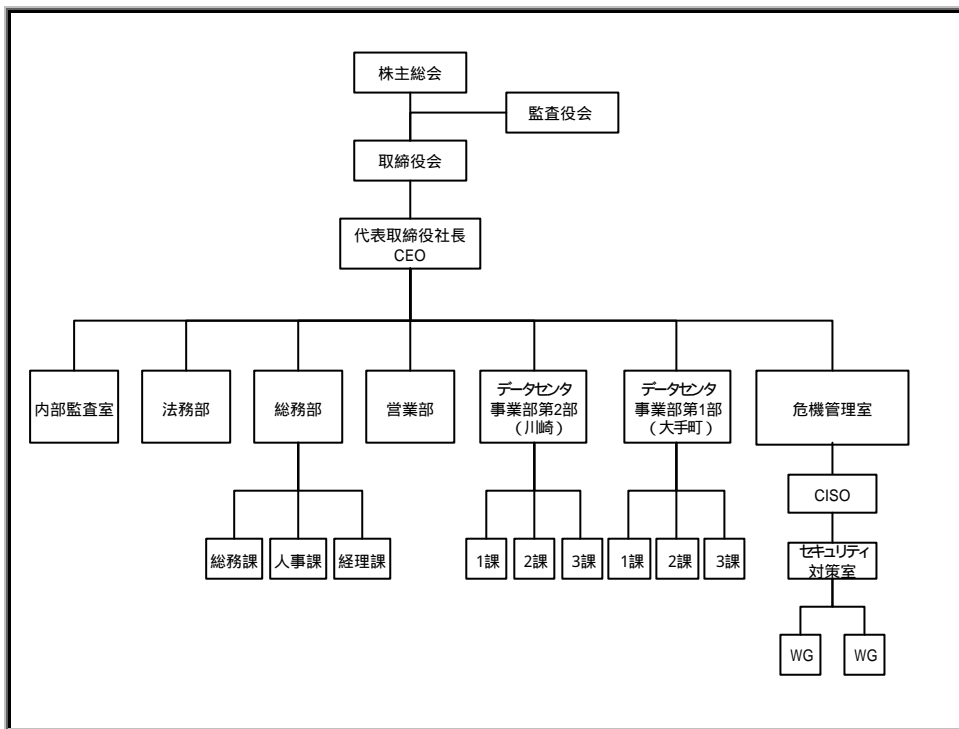 株主総会
監査役会
取締役会
代表取締役社長
CEO
内部監査室
法務部
総務部
営業部
データセンタ
事業部第2部
(川崎)
データセンタ
事業部第1部
(大手町)
危機管理室
CISO
総務課
人事課
経理課
1課
2課
3課
1課
2課
3課
セキュリティ
対策室
WG
WG